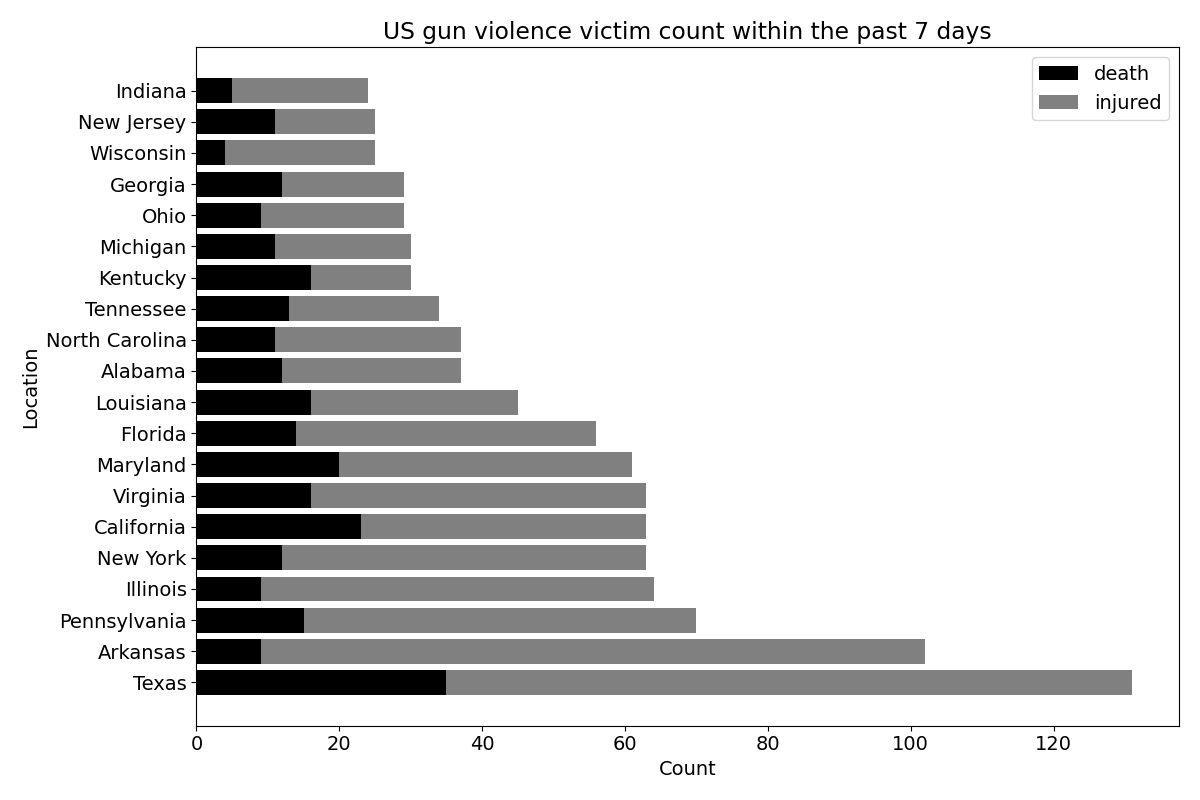 US gun violence victim count within the past 7 days
death
injured
Location
Indiana
New Jersey
Wisconsin
Georgia
Ohio
Michigan
Kentucky
Tennessee
North Carolina
Alabama
Louisiana
Florida
Maryland
Virginia
California
New York
Illinois
Pennsylvania
Arkansas
Texas
0 20 40 60 80 100 120
Count